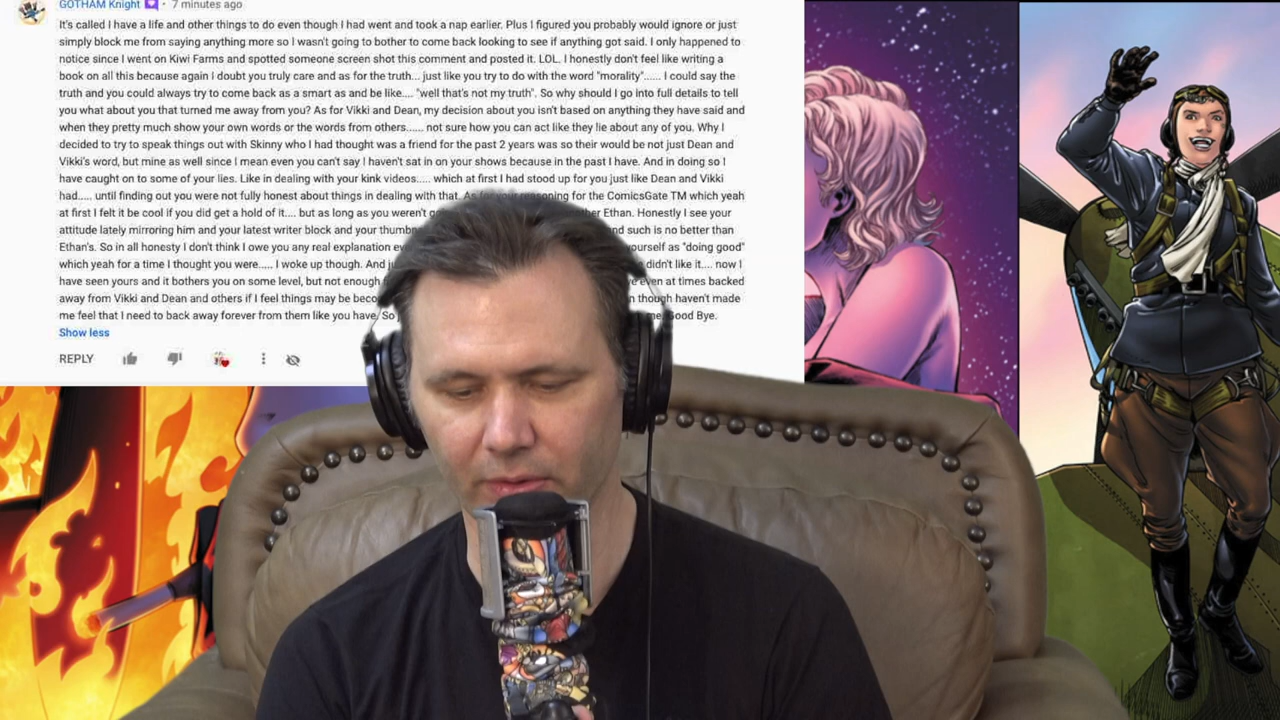 GOTHAM Knight · 7 minutes ago
It's called I have a life and other things to do even though I had went and took a nap earlier. Plus I figured you probably would ignore or just
simply block me from saying anything more so I wasn't going to bother to come back looking to see if anything got said. I only happened to
notice since I went on Kiwi Farms and spotted someone screen shot this comment and posted it. LOL. I honestly don't feel like writing a
book on all this because again I doubt you truly care and as for the truth... just like you try to do with the word "morality"...... I could say the
truth and you could always try to come back as a smart as and be like.... "well that's not my truth". So why should I go into full details to tell
you what about you that turned me away from you? As for Vikki and Dean, my decision about you isn't based on anything they have said and
when they pretty much show your own words or the words from others...... not sure how you can act like they lie about any of you. Why I
decided to try to speak things out with Skinny who I had thought was a friend for the past 2 years was so their would be not just Dean and
Vikki's word, but mine as well since I mean even you can't say I haven't sat in on your shows because in the past I have. And in doing so I
have caught on to some of your lies. Like in dealing with your kink videos..... which at first I had stood up for you just like Dean and Vikki
had..... until finding out you were not fully honest about things in dealing with that. As for your reasoning for the ComicsGate TM which yeah
at first I felt it be cool if you did get a hold of it.... but as long as you weren't Ethan. Honestly I see your
attitude lately mirroring him and your latest writer block and your and such is no better than
Ethan's. So in all honesty I don't think I owe you any real explanation yourself as "doing good"
which yeah for a time I thought you were..... I woke up though. And didn't like it.... now I
have seen yours and it bothers you on some level, but not enough even at times backed
away from Vikki and Dean and others if I feel things may be though haven't made
me feel that I need to back away forever from them like you have. So Good Bye.
Show less
REPLY